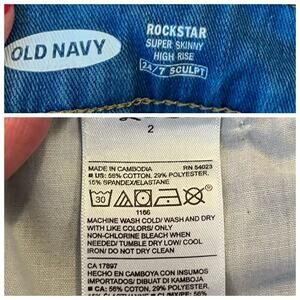 OLD NAVY
ROCKSTAR
SUPER SKINNY
HIGH RISE
24/7 SCULPT
2
MADE IN CAMBODIA
RN 54023
■ US: 56% COTTON, 29% POLYESTER,
15% SPANDEX/ELASTANE
30
1166
MACHINE WASH COLD/ WASH AND DRY
WITH LIKE COLORS/ ONLY
NON-CHLORINE BLEACH WHEN
NEEDED/ TUMBLE DRY LOW/ COOL
IRON/ DO NOT DRY CLEAN
CA 17897
HECHO EN CAMBOYA CON INSUMOS
IMPORTADOS
■ CA: 56% COTTON, 29% POLYESTER,